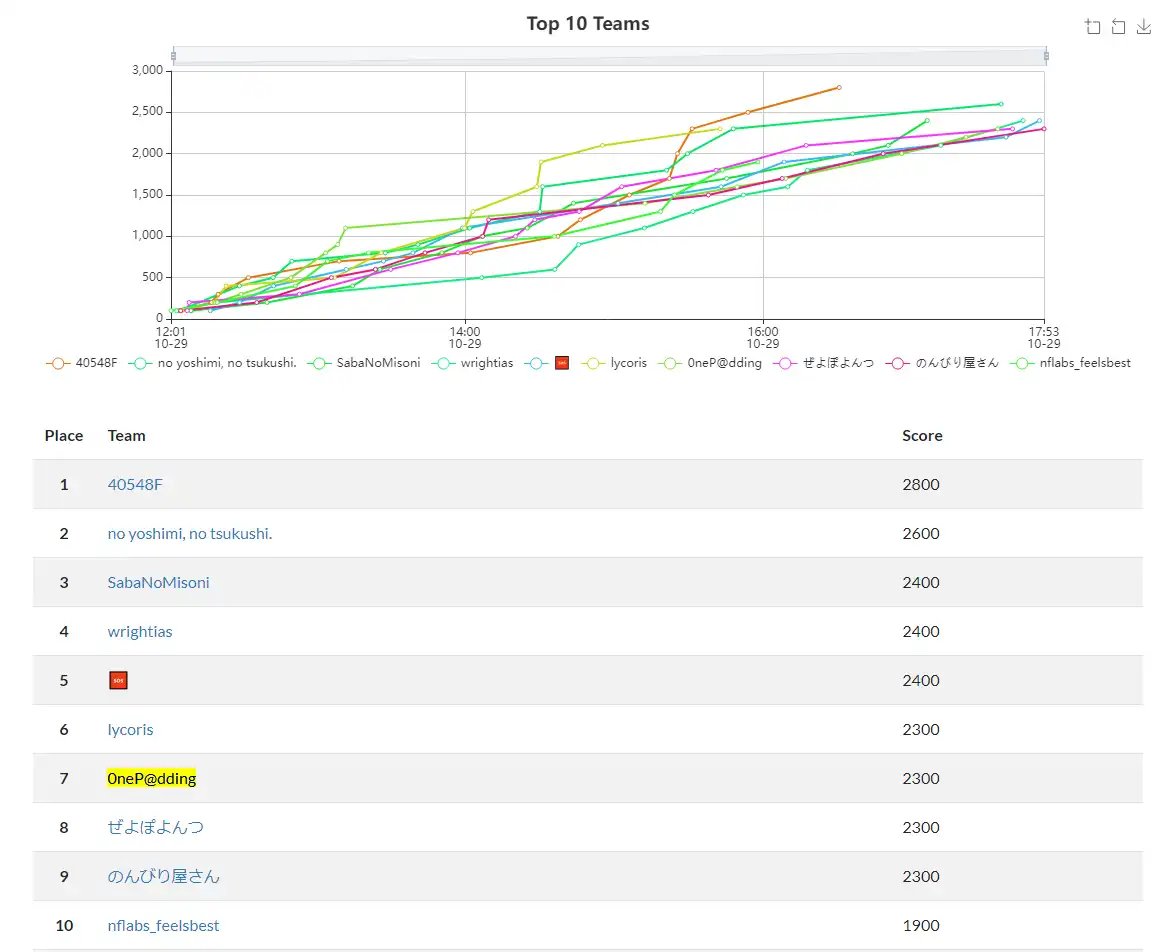 Top 10 Teams
3,000
2,500
2,000
1,500
1,000
500
0
12:01 14:00 16:00 17:53
10-29 10-29 10-29 10-29
40548F no yoshimi, no tsukushi. SabaNoMisoni wrightias 🆘 lycoris 0neP@dding ぜよぽよんつ のんびり屋さん nflabs_feelsbest
Place Team Score
1 40548F 2800
2 no yoshimi, no tsukushi. 2600
3 SabaNoMisoni 2400
4 wrightias 2400
5 🆘 2400
6 lycoris 2300
7 0neP@dding 2300
8 ぜよぽよんつ 2300
9 のんびり屋さん 2300
10 nflabs_feelsbest 1900